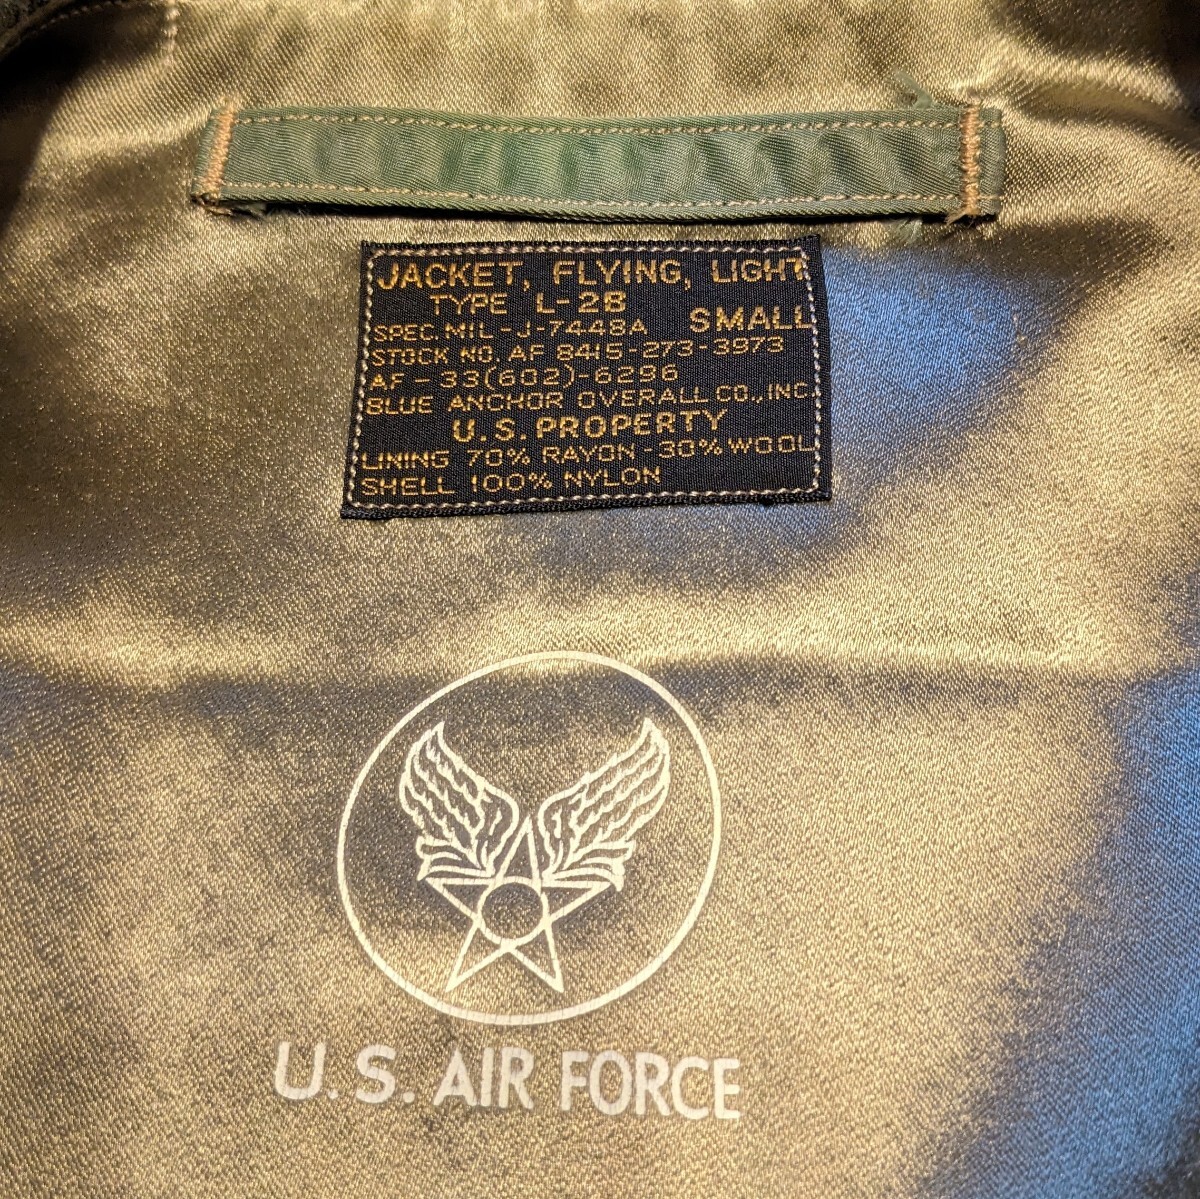 JACKET, FLYING, LIGHT
TYPE L-2B
SPEC. MIL-J-7448A SMALL
STOCK NO. AF 8415-273-3973
AF-33(602)-6296
BLUE ANCHOR OVERALL CO., INC.
U.S. PROPERTY
LINING 70% RAYON-30% WOOL
SHELL 100% NYLON
U.S. AIR FORCE